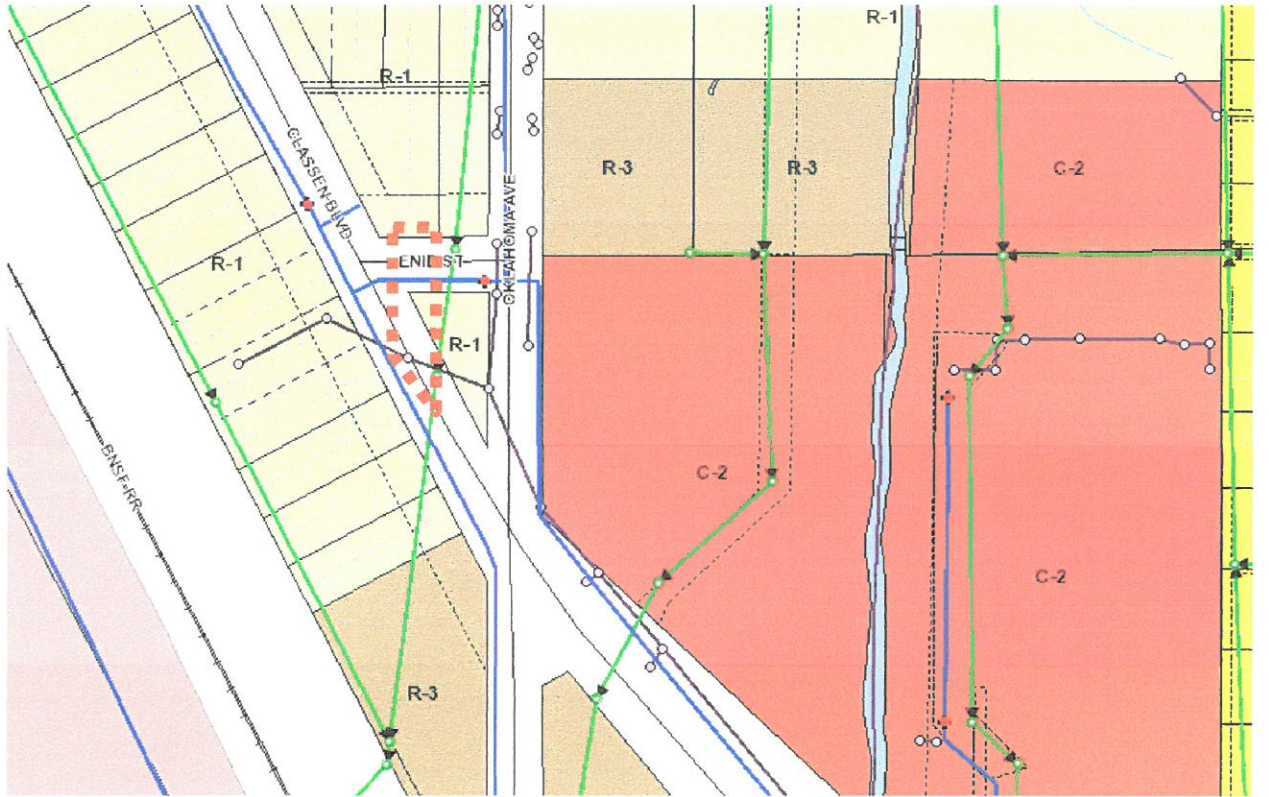 R-1
R-1
CLASSEN BLVD
OKLAHOMA AVE
R-3
R-3
C-2
R-1
ENID ST
R-1
C-2
BNSF RR
C-2
R-3